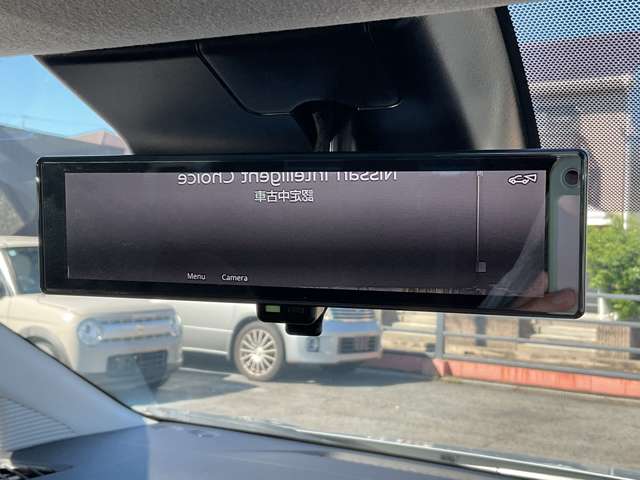 Nissan Intelligent Choice
認定中古車
Menu Camera